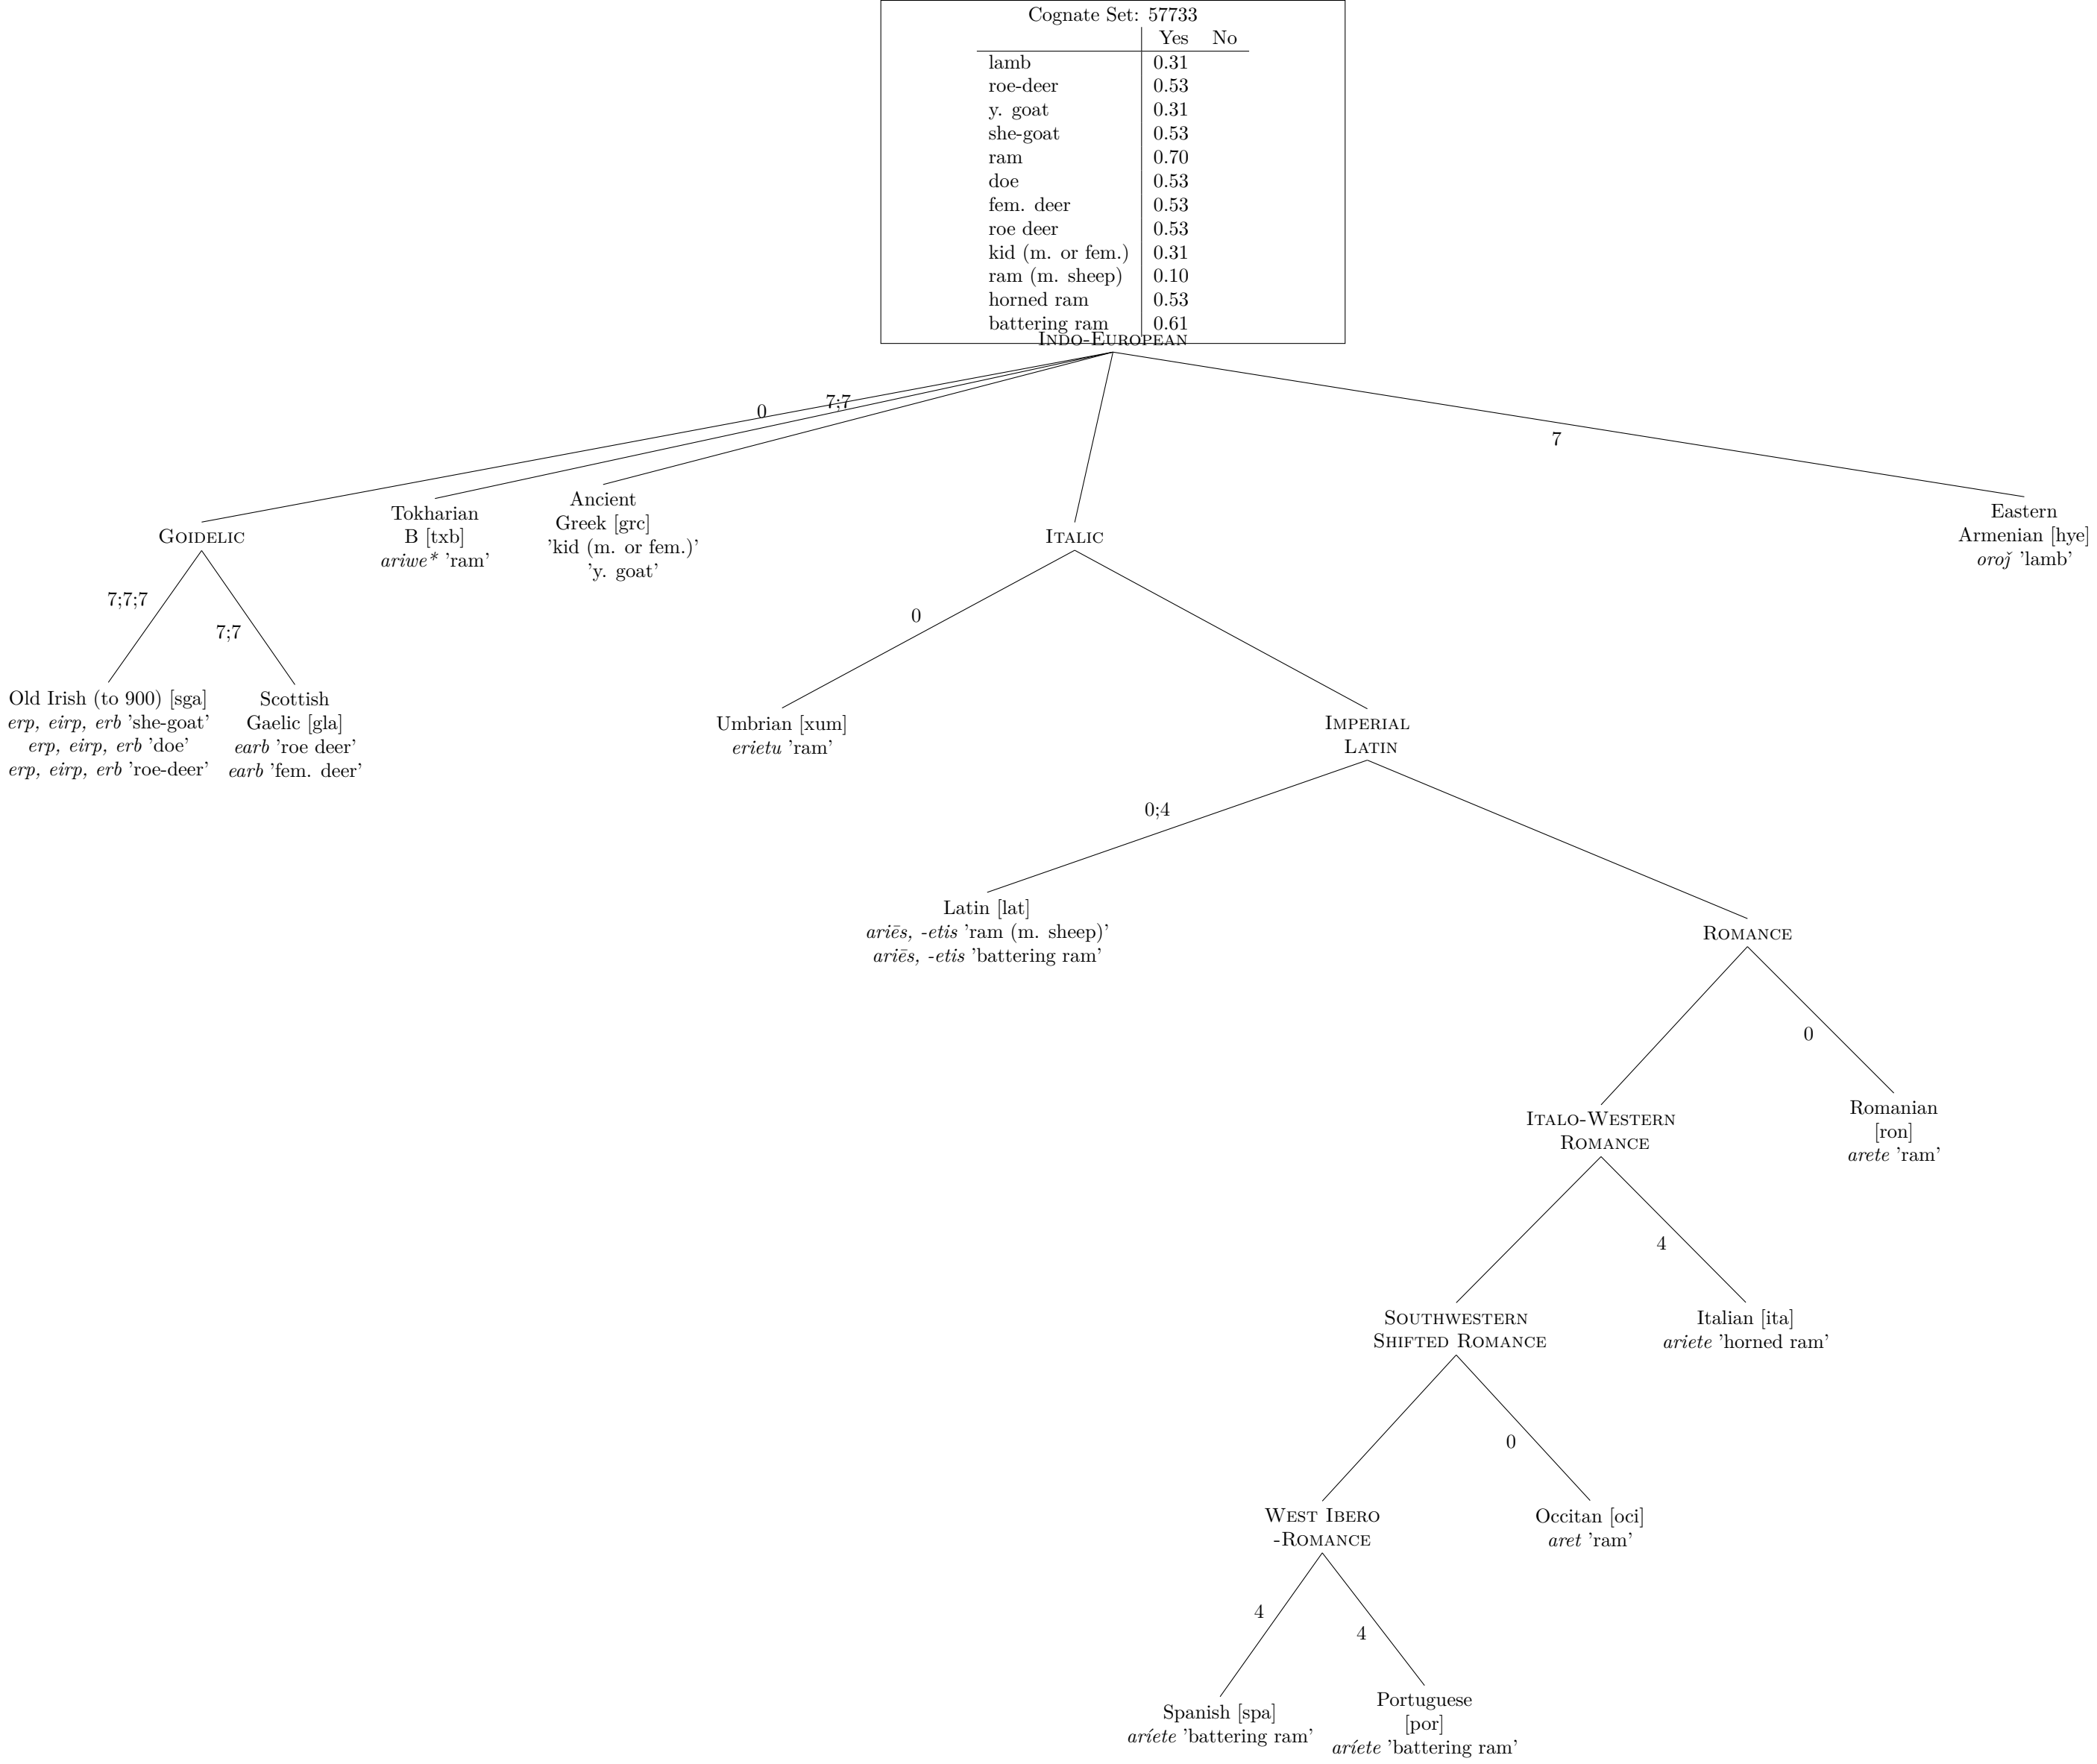 Cognate Set: 57733
Yes No
lamb 0.31
roe-deer 0.53
y. goat 0.31
she-goat 0.53
ram 0.70
doe 0.53
fem. deer 0.53
roe deer 0.53
kid (m. or fem.) 0.31
ram (m. sheep) 0.10
horned ram 0.53
battering ram 0.61
INDO-EUROPEAN
0
7;7
7
GOIDELIC
Tokharian
B [txb]
ariwe* 'ram'
Ancient
Greek [grc]
'kid (m. or fem.)'
'y. goat'
ITALIC
Eastern
Armenian [hye]
oroǰ 'lamb'
7;7;7
7;7
0
Old Irish (to 900) [sga]
erp, eirp, erb 'she-goat'
erp, eirp, erb 'doe'
erp, eirp, erb 'roe-deer'
Scottish
Gaelic [gla]
earb 'roe deer'
earb 'fem. deer'
Umbrian [xum]
erietu 'ram'
IMPERIAL
LATIN
0;4
Latin [lat]
ariēs, -etis 'ram (m. sheep)'
ariēs, -etis 'battering ram'
ROMANCE
0
ITALO-WESTERN
ROMANCE
Romanian
[ron]
arete 'ram'
4
SOUTHWESTERN
SHIFTED ROMANCE
Italian [ita]
ariete 'horned ram'
0
WEST IBERO
-ROMANCE
Occitan [oci]
aret 'ram'
4
4
Spanish [spa]
aríete 'battering ram'
Portuguese
[por]
aríete 'battering ram'